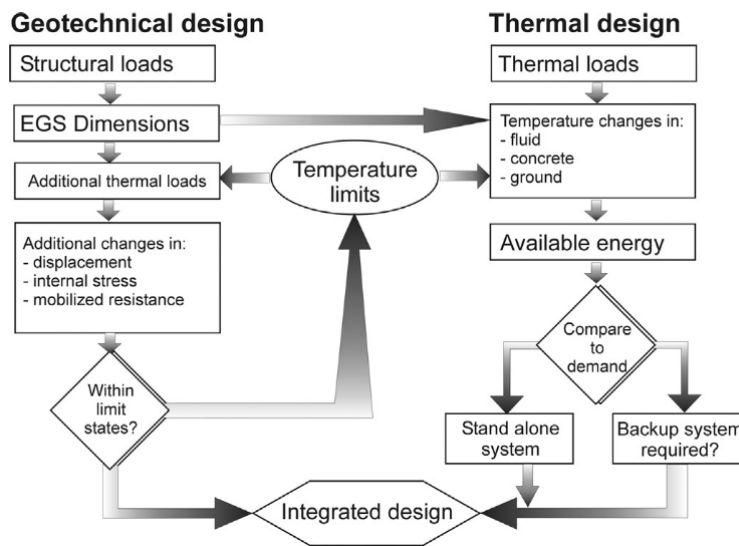 Geotechnical design
Structural loads
EGS Dimensions
Additional thermal loads
Additional changes in:
- displacement
- internal stress
- mobilized resistance
Within
limit
states?
Temperature
limits
Thermal design
Thermal loads
Temperature changes in:
- fluid
- concrete
- ground
Available energy
Compare
to
demand
Stand alone
system
Backup system
required?
Integrated design